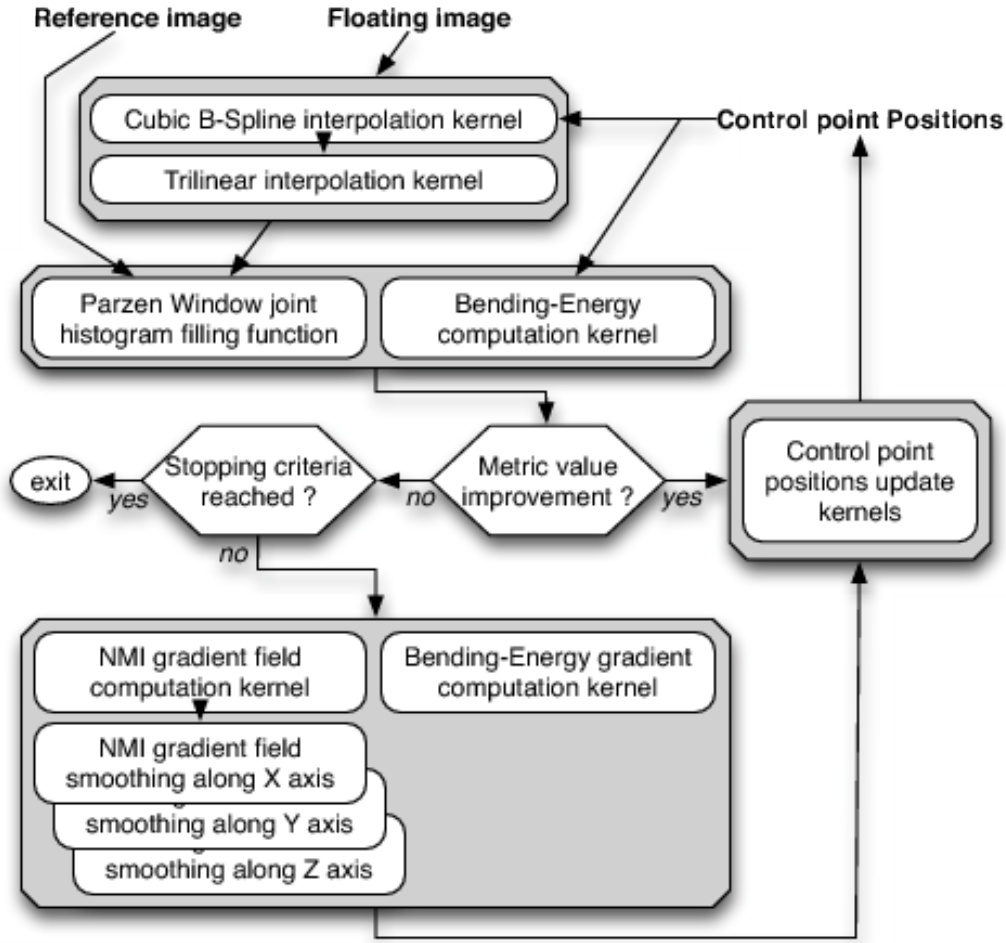 Reference image
Floating image
Cubic B-Spline interpolation kernel
Control point Positions
Trilinear interpolation kernel
Parzen Window joint
histogram filling function
Bending-Energy
computation kernel
exit
yes
Stopping criteria
reached ?
no
Metric value
improvement ?
yes
Control point
positions update
kernels
no
NMI gradient field
computation kernel
Bending-Energy gradient
computation kernel
NMI gradient field
smoothing along X axis
smoothing along Y axis
smoothing along Z axis